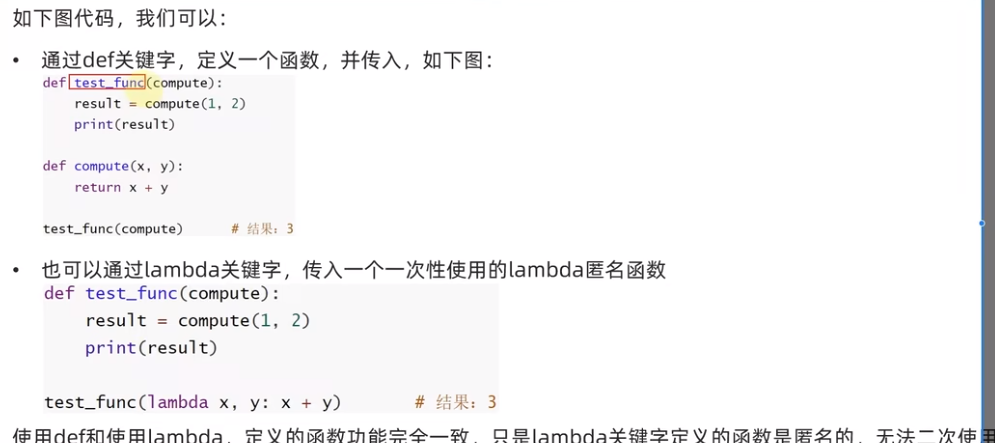 如下图代码，我们可以：
• 通过def关键字，定义一个函数，并传入，如下图：
def test_func(compute):
    result = compute(1, 2)
    print(result)
def compute(x, y):
    return x + y
test_func(compute)      # 结果：3
• 也可以通过lambda关键字，传入一个一次性使用的lambda匿名函数
def test_func(compute):
    result = compute(1, 2)
    print(result)
test_func(lambda x, y: x + y)      # 结果：3
使用def和使用lambda，定义的函数功能完全一致，只是lambda关键字定义的函数是匿名的，无法二次使用